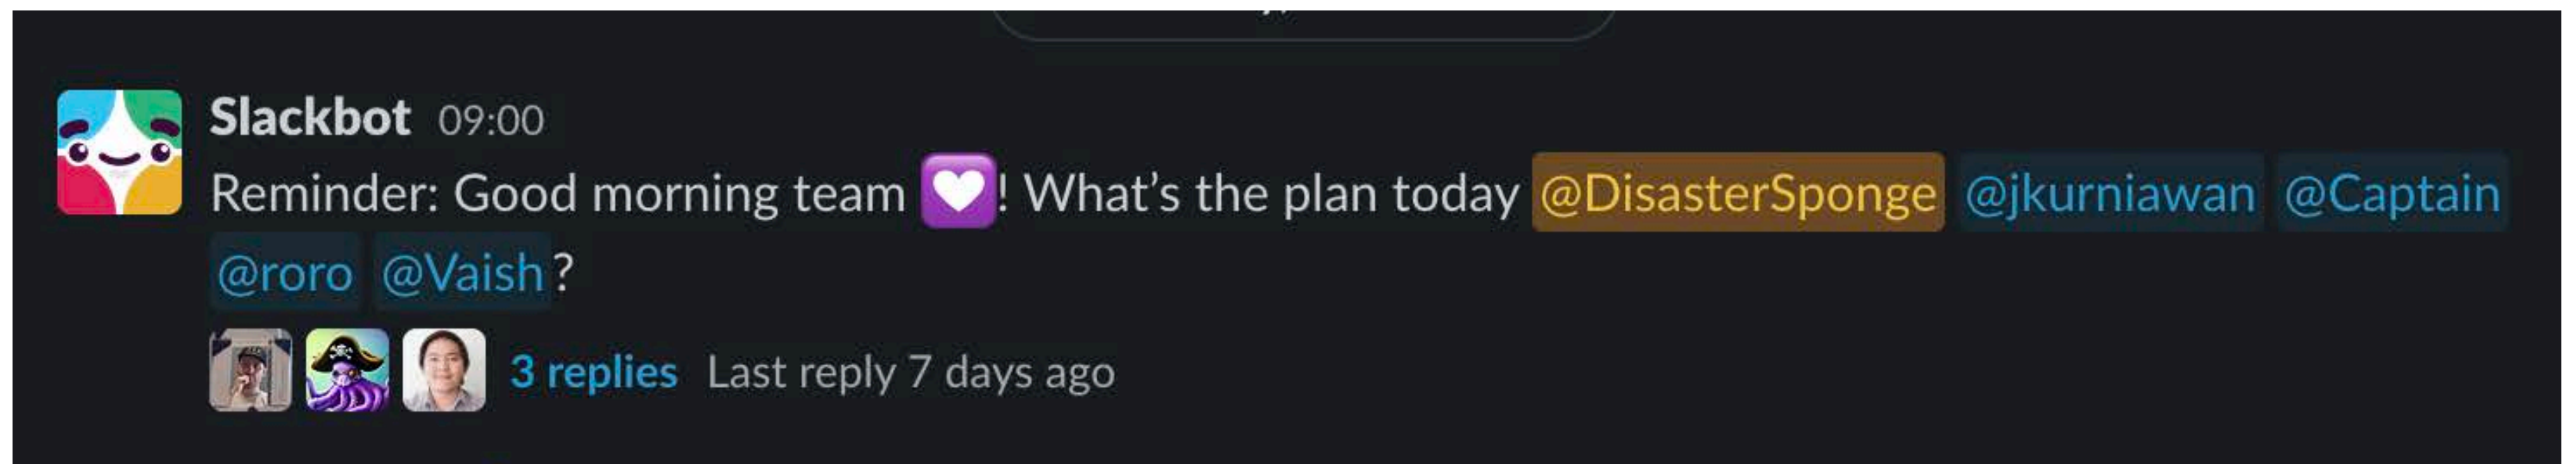 Slackbot 09:00
Reminder: Good morning team 💟! What’s the plan today @DisasterSponge @jkurniawan @Captain
@roro @Vaish?
3 replies Last reply 7 days ago